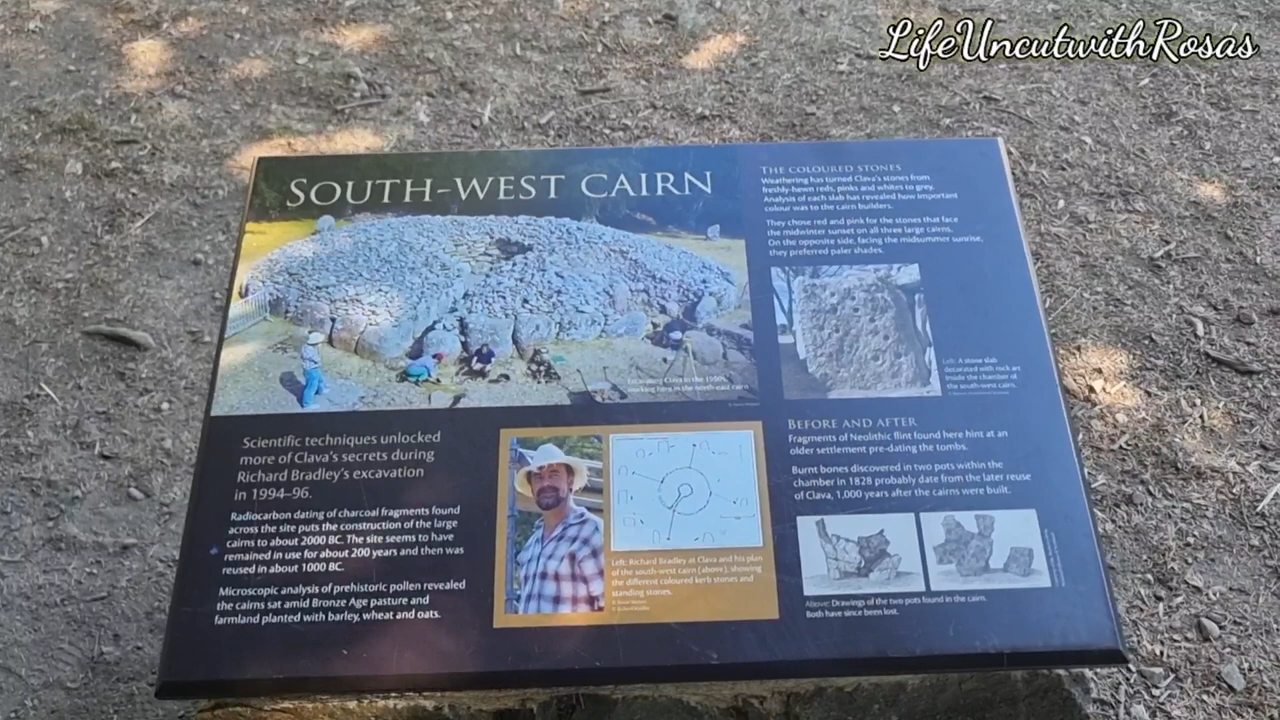 LifeUncutwithRosas
SOUTH-WEST CAIRN
Excavating Clava in the 1990s,
working here in the north-east cairn
Scientific techniques unlocked
more of Clava's secrets during
Richard Bradley's excavation
in 1994–96.
Radiocarbon dating of charcoal fragments found
across the site puts the construction of the large
cairns to about 2000 BC. The site seems to have
remained in use for about 200 years and then was
reused in about 1000 BC.
Microscopic analysis of prehistoric pollen revealed
the cairns sat amid Bronze Age pasture and
farmland planted with barley, wheat and oats.
Left: Richard Bradley at Clava and his plan
of the south-west cairn (above), showing
the different coloured kerb stones and
standing stones.
THE COLOURED STONES
Weathering has turned Clava's stones from
freshly-hewn reds, pinks and whites to grey.
Analysis of each slab has revealed how important
colour was to the cairn builders.
They chose red and pink for the stones that face
the midwinter sunset on all three large cairns.
On the opposite side, facing the midsummer sunrise,
they preferred paler shades.
Left: A stone slab
decorated with rock art
inside the chamber of
the south-west cairn.
BEFORE AND AFTER
Fragments of Neolithic flint found here hint at an
older settlement pre-dating the tombs.
Burnt bones discovered in two pots within the
chamber in 1828 probably date from the later reuse
of Clava, 1,000 years after the cairns were built.
Above: Drawings of the two pots found in the cairn.
Both have since been lost.